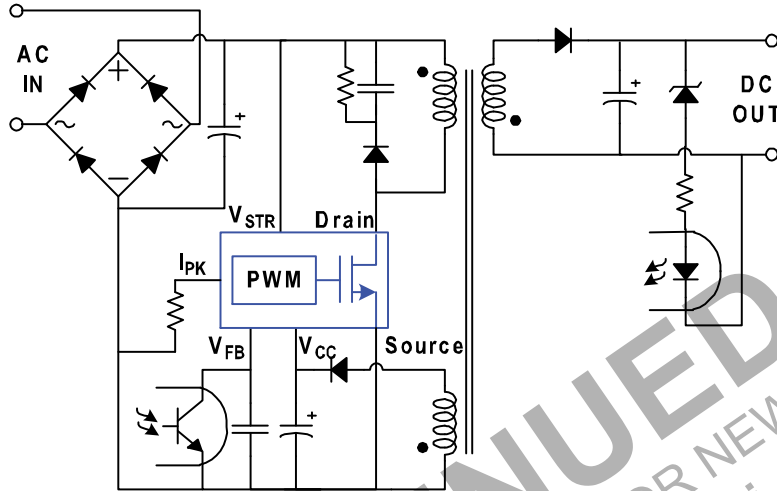 AC
IN
+
~
~
−
+
+
DC
OUT
VSTR
Drain
IPK
PWM
VFB
VCC
Source
+
NUED
OR NEW